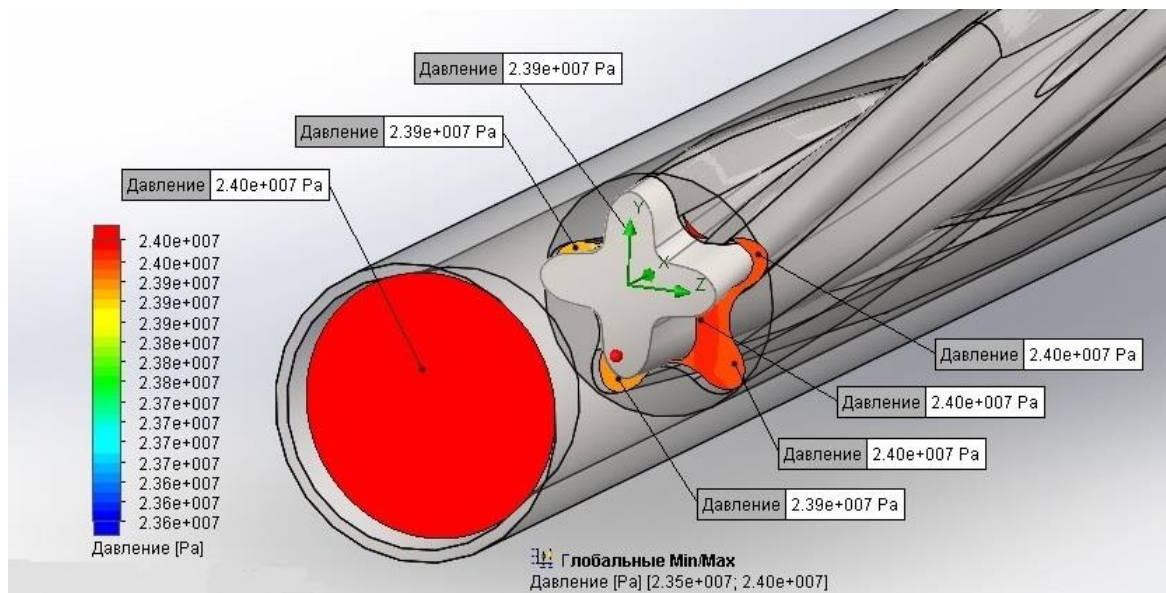 Давление 2.39e+007 Pa
Давление 2.39e+007 Pa
Давление 2.40e+007 Pa
2.40e+007
2.40e+007
2.39e+007
2.39e+007
2.39e+007
2.38e+007
2.38e+007
2.38e+007
2.37e+007
2.37e+007
2.37e+007
2.36e+007
2.36e+007
2.36e+007
Давление [Pa]
Y
X
Z
Давление 2.40e+007 Pa
Давление 2.40e+007 Pa
Давление 2.40e+007 Pa
Давление 2.39e+007 Pa
Глобальные Min/Max
Давление [Pa] [2.35e+007; 2.40e+007]